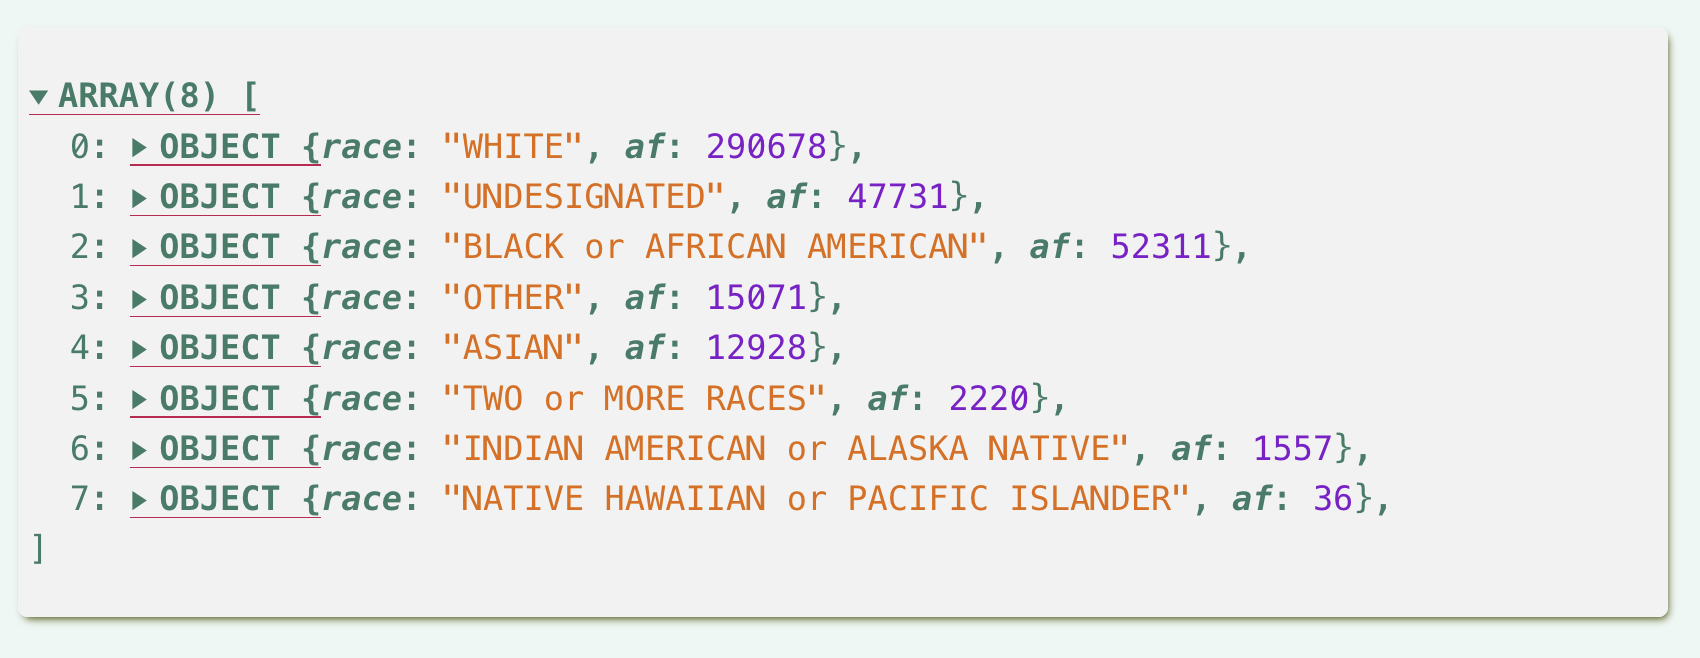 ▼ ARRAY(8) [
0: ▶ OBJECT {race: "WHITE", af: 290678},
1: ▶ OBJECT {race: "UNDESIGNATED", af: 47731},
2: ▶ OBJECT {race: "BLACK or AFRICAN AMERICAN", af: 52311},
3: ▶ OBJECT {race: "OTHER", af: 15071},
4: ▶ OBJECT {race: "ASIAN", af: 12928},
5: ▶ OBJECT {race: "TWO or MORE RACES", af: 2220},
6: ▶ OBJECT {race: "INDIAN AMERICAN or ALASKA NATIVE", af: 1557},
7: ▶ OBJECT {race: "NATIVE HAWAIIAN or PACIFIC ISLANDER", af: 36},
]